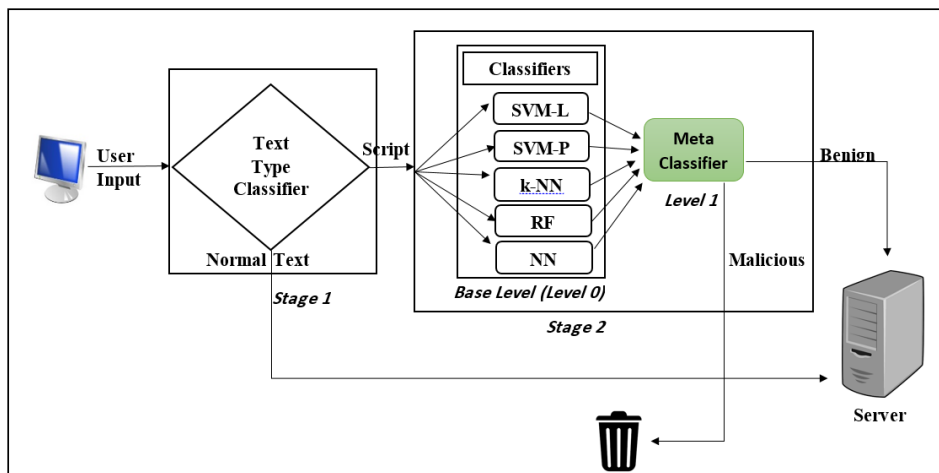 User
Input
Text
Type
Classifier
Normal Text
Stage 1
Script
Classifiers
SVM-L
SVM-P
k-NN
RF
NN
Base Level (Level 0)
Stage 2
Meta
Classifier
Level 1
Benign
Malicious
Server